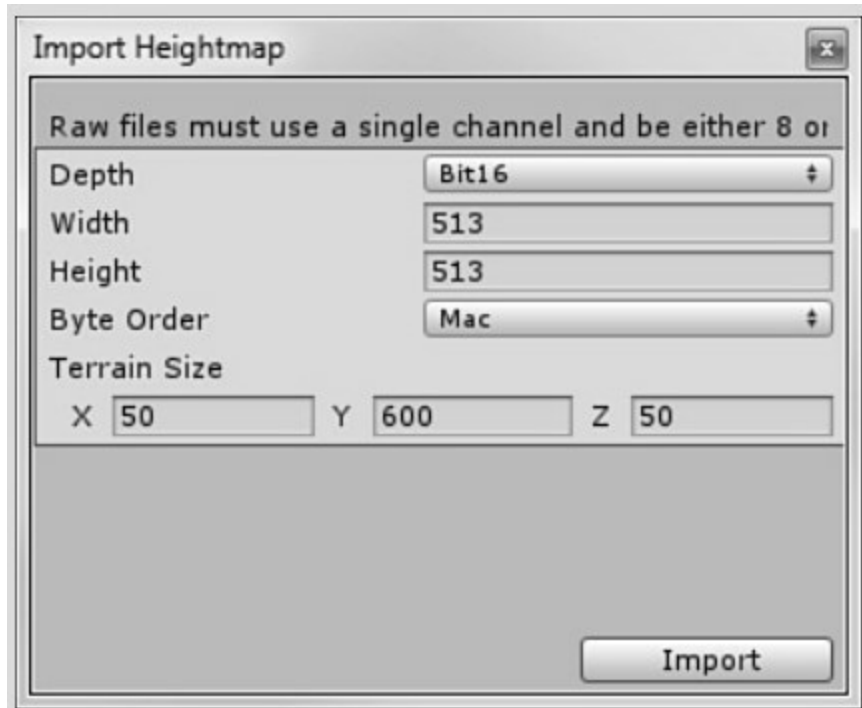 Import Heightmap
Raw files must use a single channel and be either 8 or
Depth Bit16
Width 513
Height 513
Byte Order Mac
Terrain Size
X 50 Y 600 Z 50
Import